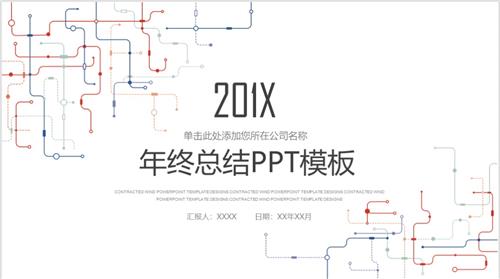 201X
单击此处添加您所在公司名称
年终总结PPT模板
CONTRACTED WIND POWERPOINT TEMPLATE DESIGNS CONTRACTED WIND POWERPOINT TEMPLATE DESIGNS CONTRACTED WIND
POWERPOINT TEMPLATE DESIGNS CONTRACTED WIND POWERPOINT TEMPLATE DESIGNS
汇报人：XXXX 日期：XX年XX月